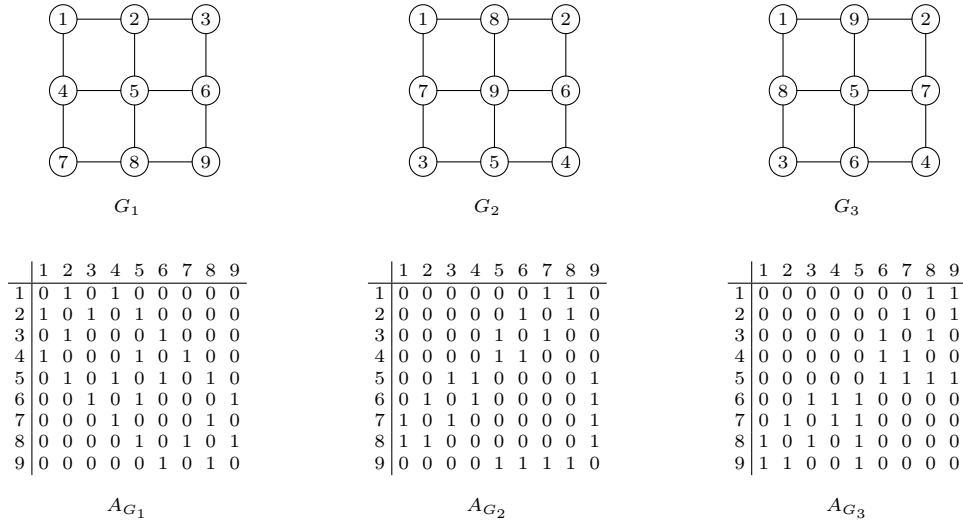 1 2 3 1 8 2 1 9 2
4 5 6 7 9 6 8 5 7
7 8 9 3 5 4 3 6 4
G1 G2 G3
1 2 3 4 5 6 7 8 9 1 2 3 4 5 6 7 8 9 1 2 3 4 5 6 7 8 9
1 0 1 0 1 0 0 0 0 0 1 0 0 0 0 0 0 1 1 0 1 0 0 0 0 0 0 0 1 1
2 1 0 1 0 1 0 0 0 0 2 0 0 0 0 0 1 0 1 0 2 0 0 0 0 0 0 1 0 1
3 0 1 0 0 0 1 0 0 0 3 0 0 0 0 1 0 1 0 0 3 0 0 0 0 0 1 0 1 0
4 1 0 0 0 1 0 1 0 0 4 0 0 0 0 1 1 0 0 0 4 0 0 0 0 0 1 1 0 0
5 0 1 0 1 0 1 0 1 0 5 0 0 1 1 0 0 0 0 1 5 0 0 0 0 0 1 1 1 1
6 0 0 1 0 1 0 0 0 1 6 0 1 0 1 0 0 0 0 1 6 0 0 1 1 1 0 0 0 0
7 0 0 0 1 0 0 0 1 0 7 1 0 1 0 0 0 0 0 1 7 0 1 0 1 1 0 0 0 0
8 0 0 0 0 1 0 1 0 1 8 1 1 0 0 0 0 0 0 1 8 1 0 1 0 1 0 0 0 0
9 0 0 0 0 0 1 0 1 0 9 0 0 0 0 1 1 1 1 0 9 1 1 0 0 1 0 0 0 0
AG1 AG2 AG3